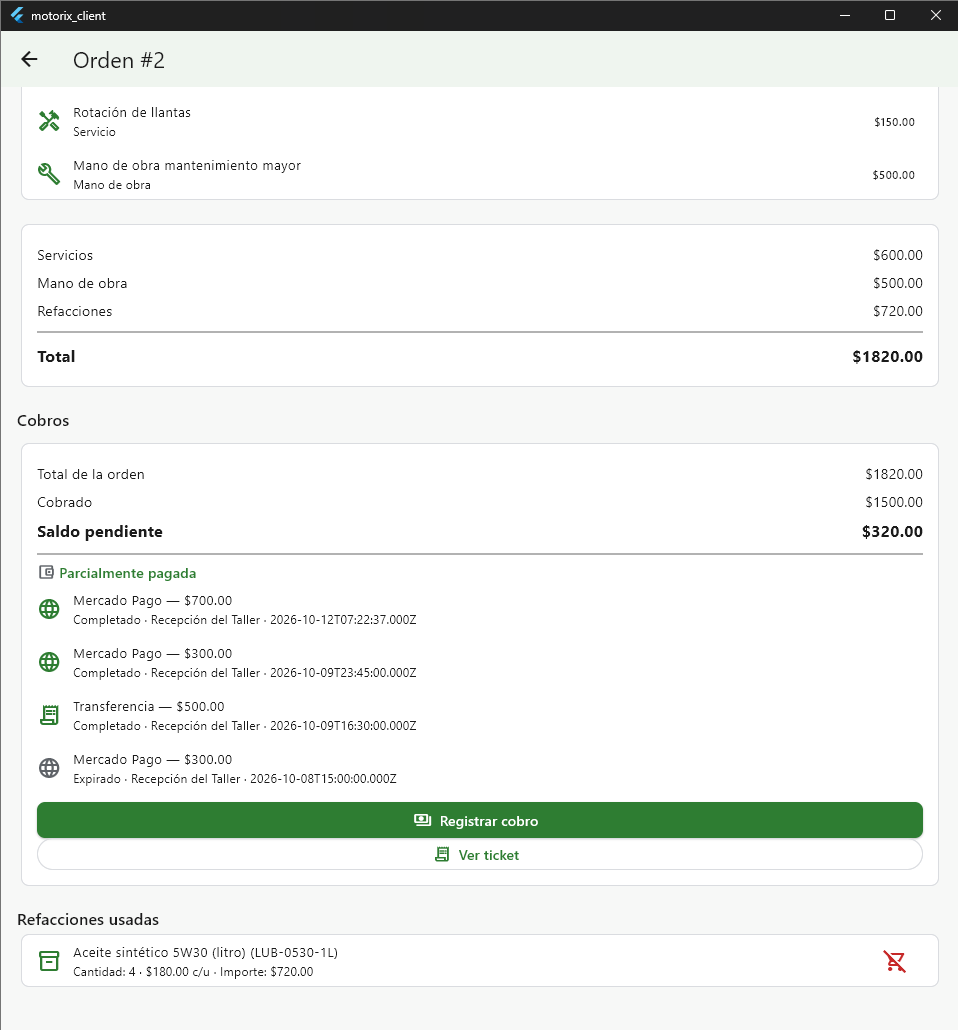 motorix_client
Orden #2
Rotación de llantas
Servicio
$150.00
Mano de obra mantenimiento mayor
Mano de obra
$500.00
Servicios $600.00
Mano de obra $500.00
Refacciones $720.00
Total $1820.00
Cobros
Total de la orden $1820.00
Cobrado $1500.00
Saldo pendiente $320.00
Parcialmente pagada
Mercado Pago — $700.00
Completado · Recepción del Taller · 2026-10-12T07:22:37.000Z
Mercado Pago — $300.00
Completado · Recepción del Taller · 2026-10-09T23:45:00.000Z
Transferencia — $500.00
Completado · Recepción del Taller · 2026-10-09T16:30:00.000Z
Mercado Pago — $300.00
Expirado · Recepción del Taller · 2026-10-08T15:00:00.000Z
Registrar cobro
Ver ticket
Refacciones usadas
Aceite sintético 5W30 (litro) (LUB-0530-1L)
Cantidad: 4 · $180.00 c/u · Importe: $720.00